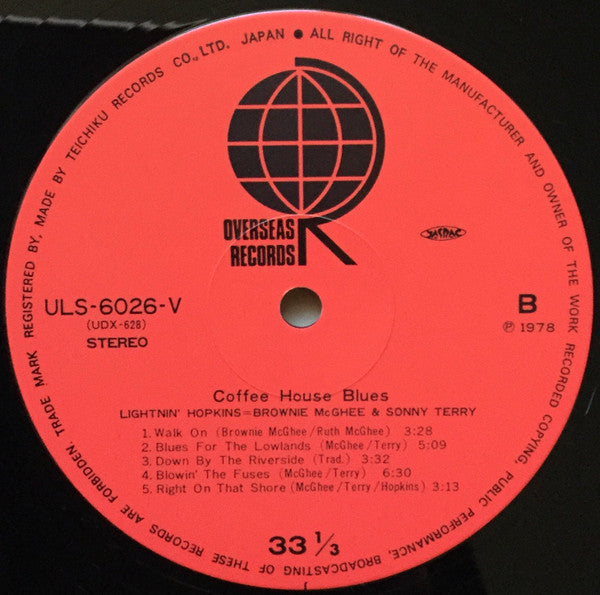 TRADE MARK REGISTERED BY, MADE BY TEICHIKU RECORDS CO., LTD. JAPAN ● ALL RIGHT OF THE MANUFACTURER AND OWNER OF THE WORK RECORDED COPYING, PUBLIC PERFORMANCE, BROADCASTING OF THESE RECORDS ARE FORBIDDEN.
OVERSEAS
RECORDS
JASRAC
ULS-6026-V
(UDX-628)
STEREO
B
℗ 1978
Coffee House Blues
LIGHTNIN' HOPKINS=BROWNIE McGHEE & SONNY TERRY
1. Walk On (Brownie McGhee/Ruth McGhee) 3:28
2. Blues For The Lowlands (McGhee/Terry) 5:09
3. Down By The Riverside (Trad.) 3:32
4. Blowin' The Fuses (McGhee/Terry) 6:30
5. Right On That Shore (McGhee/Terry/Hopkins) 3:13
33 1/3